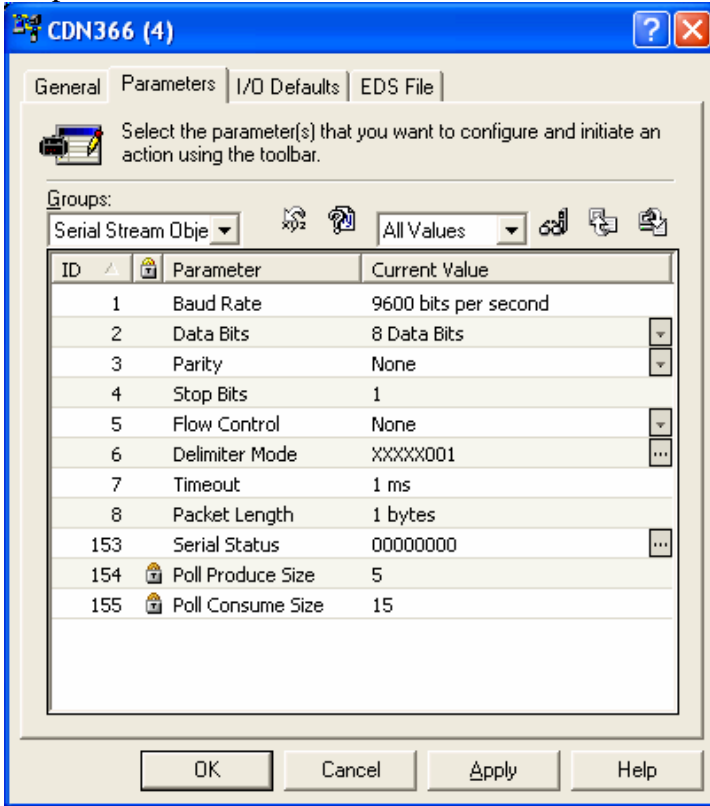 CDN366 (4)
General Parameters I/O Defaults EDS File
Select the parameter(s) that you want to configure and initiate an
action using the toolbar.
Groups:
Serial Stream Obje All Values
ID Parameter Current Value
1 Baud Rate 9600 bits per second
2 Data Bits 8 Data Bits
3 Parity None
4 Stop Bits 1
5 Flow Control None
6 Delimiter Mode XXXXX001
7 Timeout 1 ms
8 Packet Length 1 bytes
153 Serial Status 00000000
154 Poll Produce Size 5
155 Poll Consume Size 15
OK Cancel Apply Help